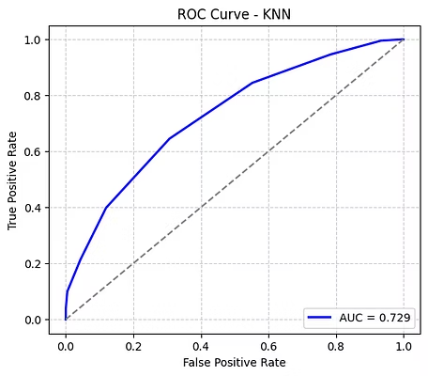 ROC Curve - KNN
True Positive Rate
1.0
0.8
0.6
0.4
0.2
0.0
0.0 0.2 0.4 0.6 0.8 1.0
False Positive Rate
AUC = 0.729